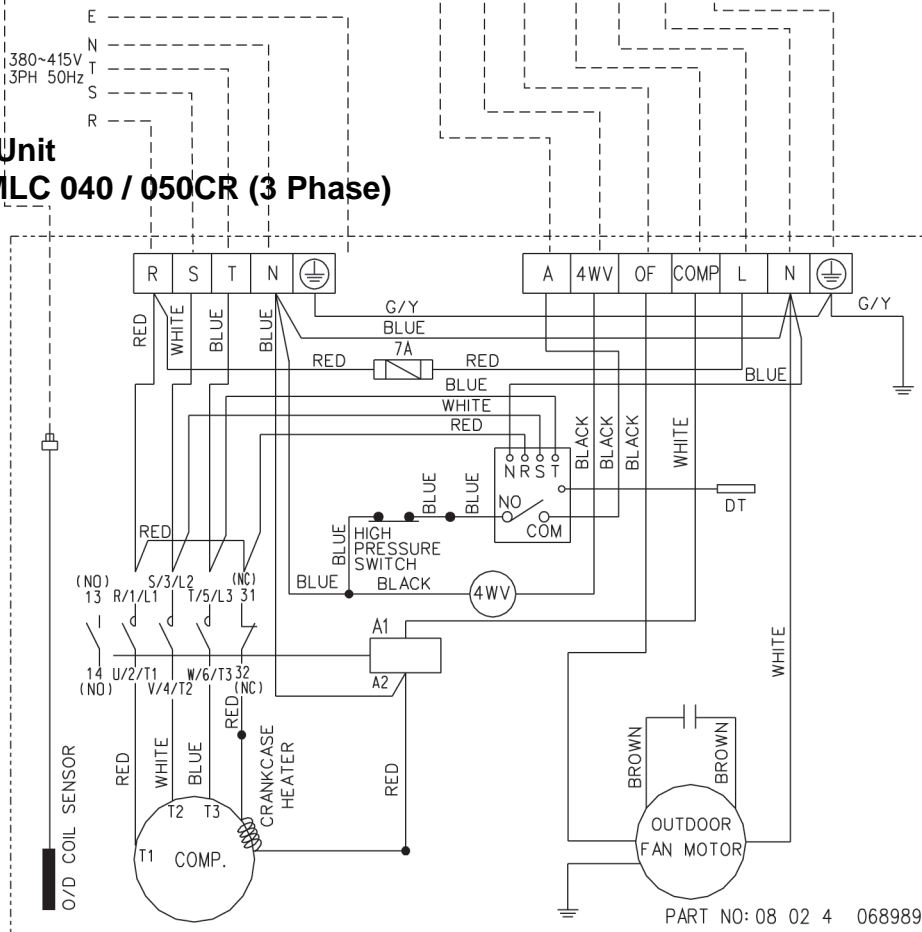 E
380~415V
3PH 50Hz
N
T
S
R
Unit
MLC 040 / 050CR (3 Phase)
R S T N
A 4WV OF COMP L N
RED
WHITE
BLUE
BLUE
G/Y
G/Y
BLUE
7A
RED
RED
BLUE
BLUE
WHITE
RED
N R S T
BLACK
BLACK
BLACK
WHITE
NO
COM
DT
BLUE
BLUE
HIGH
PRESSURE
SWITCH
BLUE
RED
BLUE
BLACK
4WV
(NO)
13
R/1/L1
S/3/L2
T/5/L3
(NC)
31
A1
A2
14
(NO)
U/2/T1
V/4/T2
W/6/T3
32
(NC)
RED
WHITE
BLUE
RED
CRANKCASE
HEATER
RED
WHITE
T1
T2
T3
COMP.
O/D COIL SENSOR
BROWN
BROWN
OUTDOOR
FAN MOTOR
PART NO: 08 02 4 068989